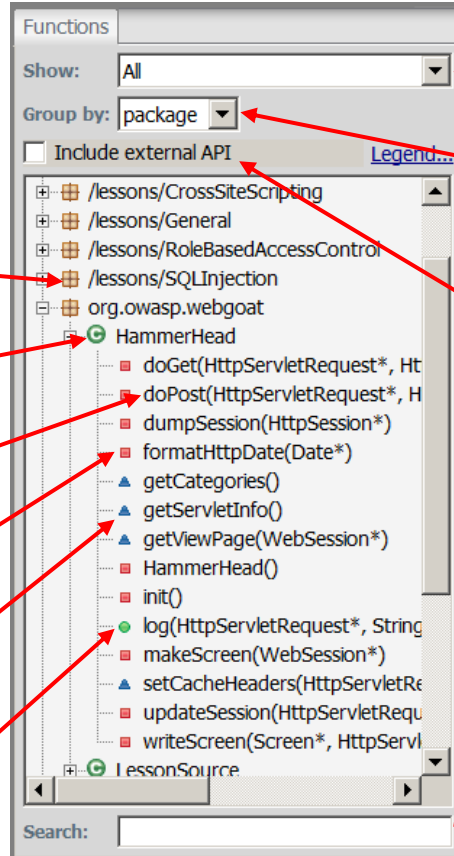 Functions
Show: All
Group by: package
Include external API Legend...
/lessons/CrossSiteScripting
/lessons/General
/lessons/RoleBasedAccessControl
/lessons/SQLInjection
org.owasp.webgoat
HammerHead
doGet(HttpServletRequest*, Ht
doPost(HttpServletRequest*, H
dumpSession(HttpSession*)
formatHttpDate(Date*)
getCategories()
getServletInfo()
getViewPage(WebSession*)
HammerHead()
init()
log(HttpServletRequest*, String
makeScreen(WebSession*)
setCacheHeaders(HttpServletRe
updateSession(HttpServletRequ
writeScreen(Screen*, HttpServl
LessonSource
Search: